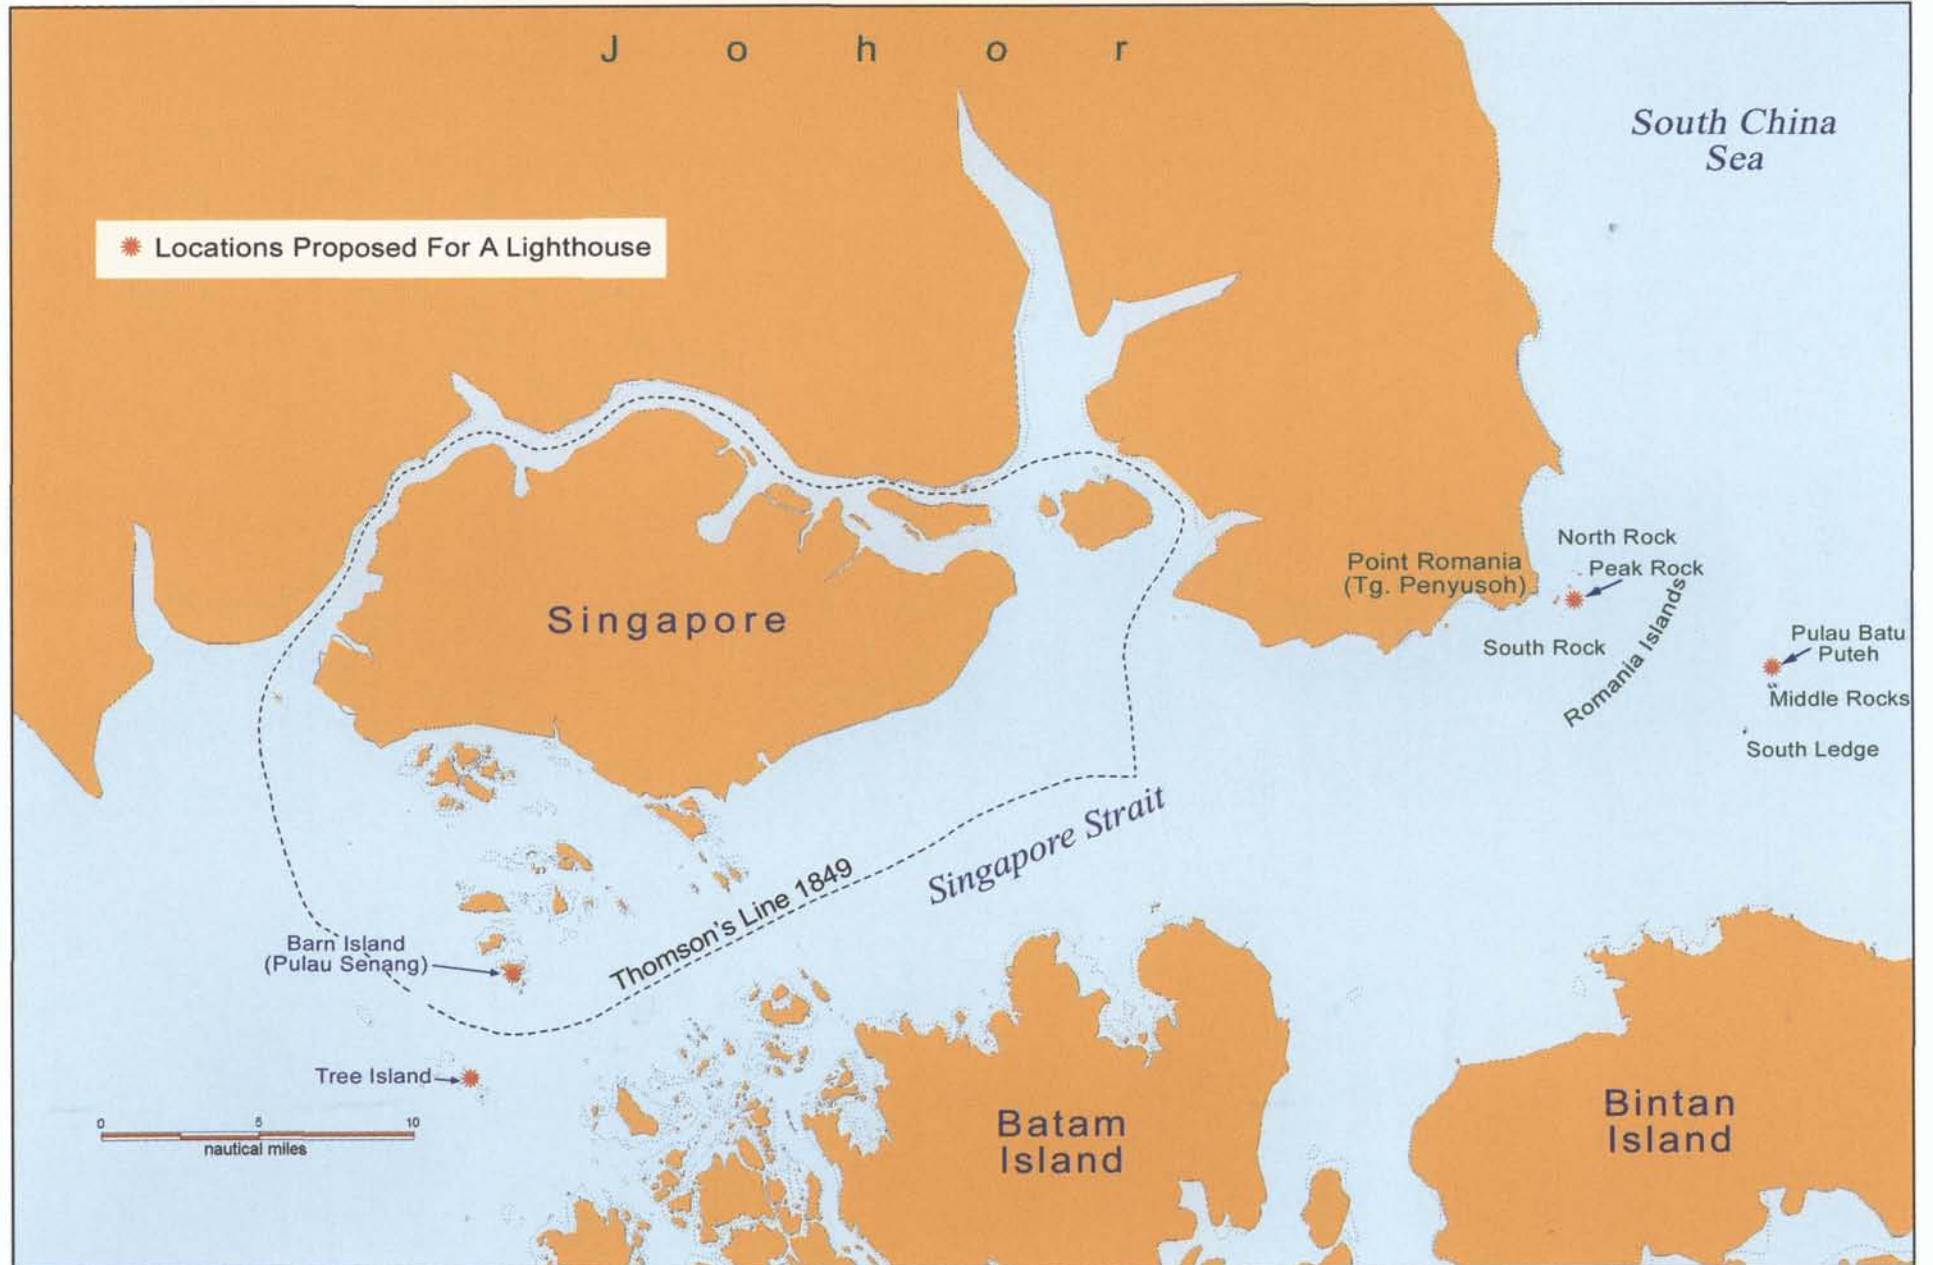 Johor
South China
Sea
Locations Proposed For A Lighthouse
North Rock
Point Romania
(Tg. Penyusoh)
Peak Rock
Singapore
South Rock
Romania Islands
Pulau Batu
Puteh
Middle Rocks
South Ledge
Singapore Strait
Thomson's Line 1849
Barn Island
(Pulau Senang)
Tree Island
0 5 10
nautical miles
Batam
Island
Bintan
Island